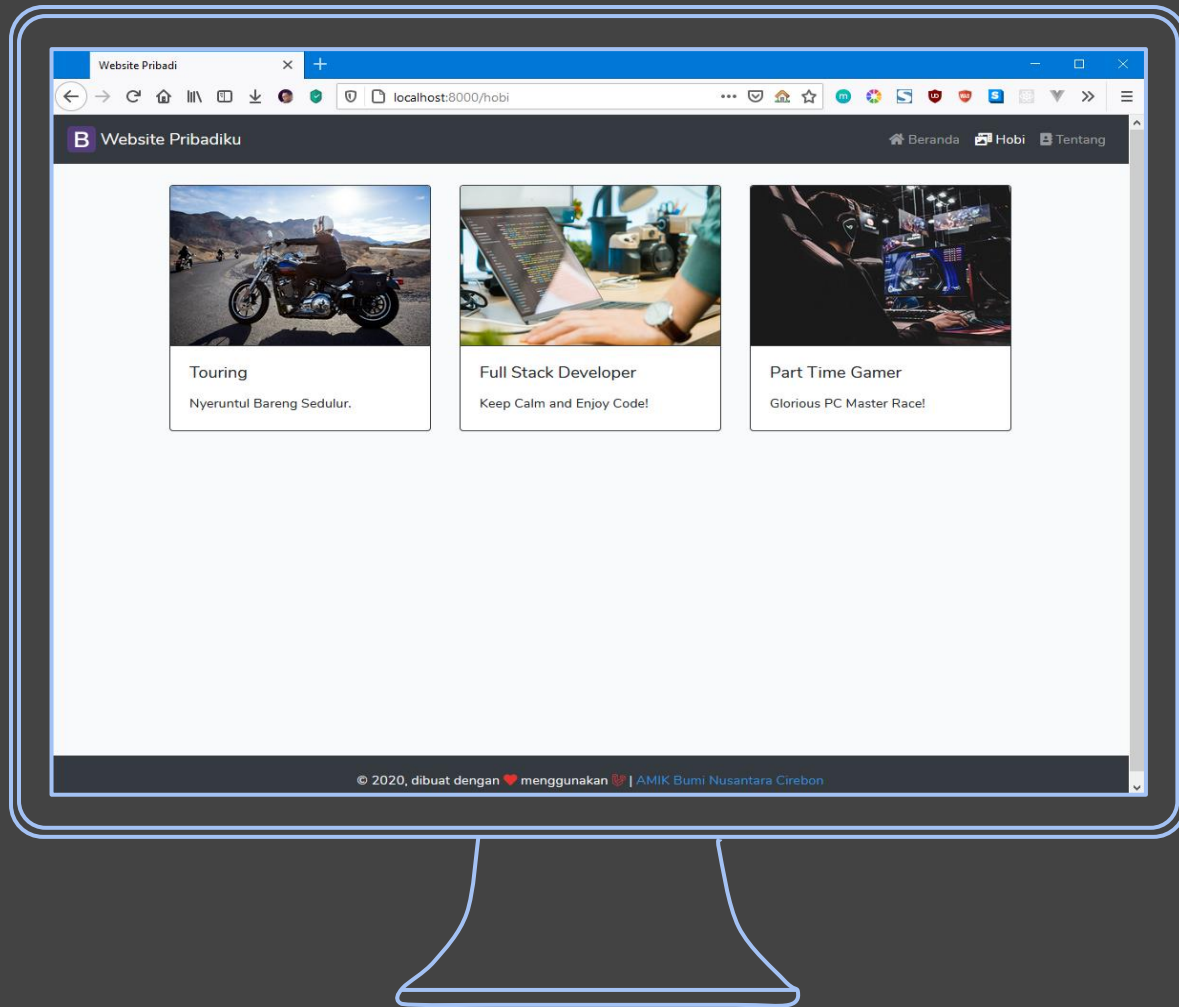 Website Pribadi
localhost:8000/hobi
B Website Pribadiku
Beranda Hobi Tentang
Touring
Nyeruntul Bareng Sedulur.
Full Stack Developer
Keep Calm and Enjoy Code!
Part Time Gamer
Glorious PC Master Race!
© 2020, dibuat dengan ❤ menggunakan | AMIK Bumi Nusantara Cirebon